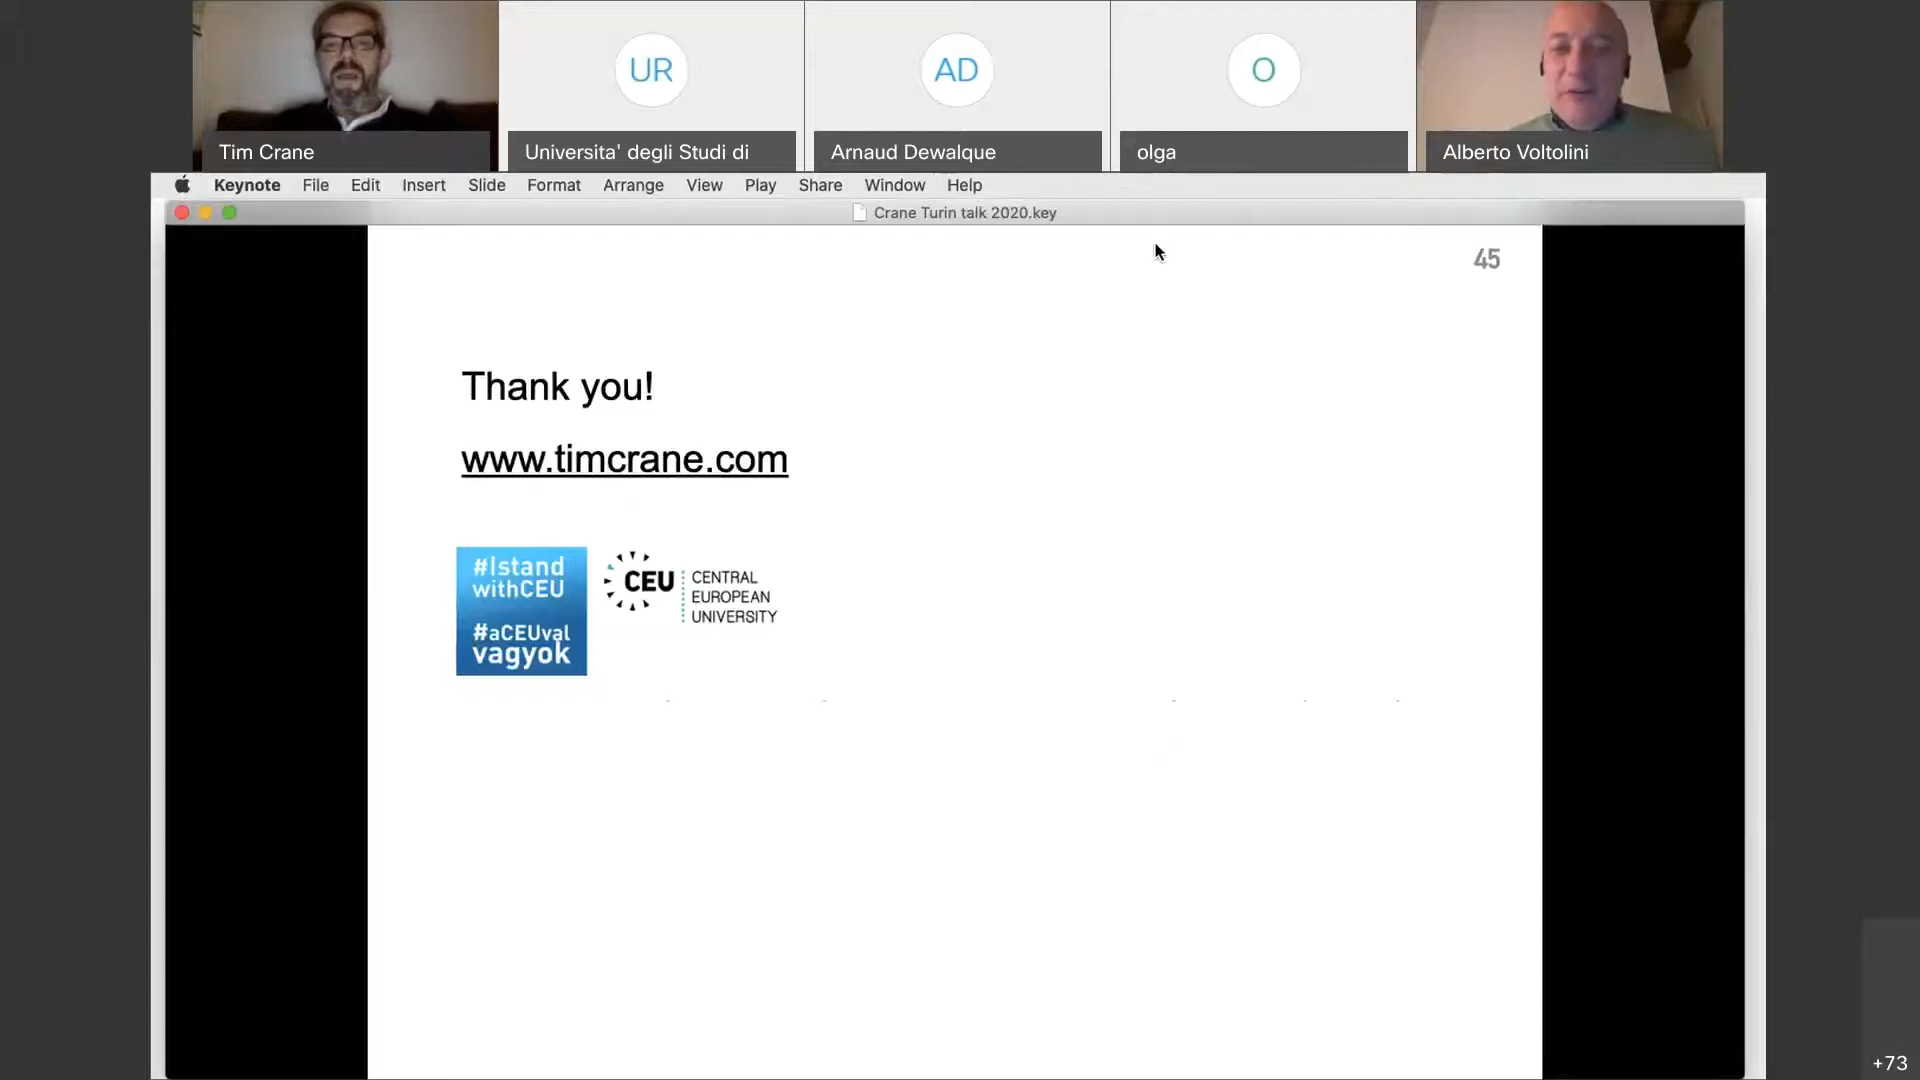 UR
AD
O
Tim Crane
Universita' degli Studi di
Arnaud Dewalque
olga
Alberto Voltolini
Keynote File Edit Insert Slide Format Arrange View Play Share Window Help
Crane Turin talk 2020.key
45
Thank you!
www.timcrane.com
#Istand
withCEU
#aCEUval
vagyok
CEU
CENTRAL
EUROPEAN
UNIVERSITY
+73